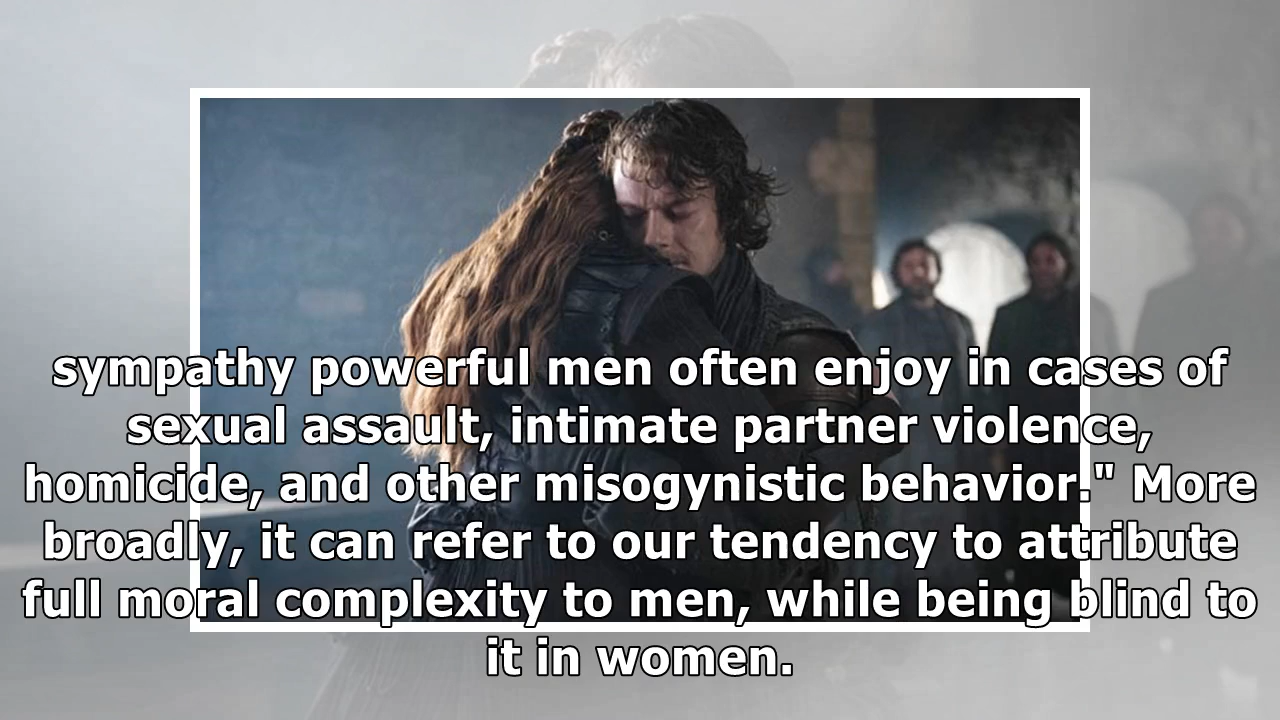 sympathy powerful men often enjoy in cases of
sexual assault, intimate partner violence,
homicide, and other misogynistic behavior." More
broadly, it can refer to our tendency to attribute
full moral complexity to men, while being blind to
it in women.